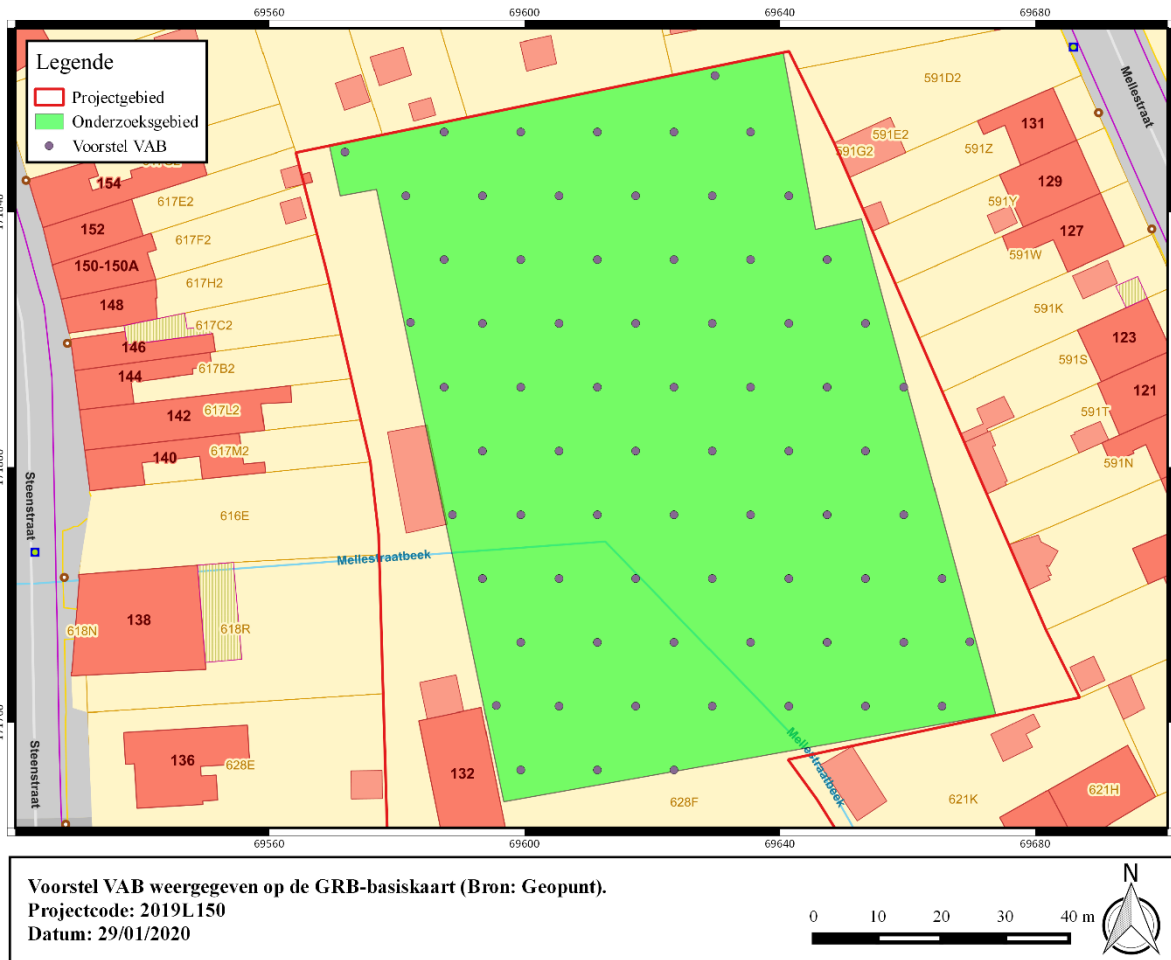 69560 69600 69640 69680
Legende
Projectgebied
Onderzoeksgebied
Voorstel VAB
591D2
Mellestraat
131
591E2
591G2
591Z
154
129
617E2
591Y
152
127
617F2
591W
150-150A
617H2
148
591K
617C2
146
123
591S
144
617B2
121
142
617L2
591T
140
617M2
591N
Steenstraat
616E
Mellestraatbeek
138
618N
618R
Steenstraat
136
628E
132
Mellestraatbeek
628F
621K
621H
69560 69600 69640 69680
Voorstel VAB weergegeven op de GRB-basiskaart (Bron: Geopunt).
Projectcode: 2019L150
Datum: 29/01/2020
0 10 20 30 40 m
N